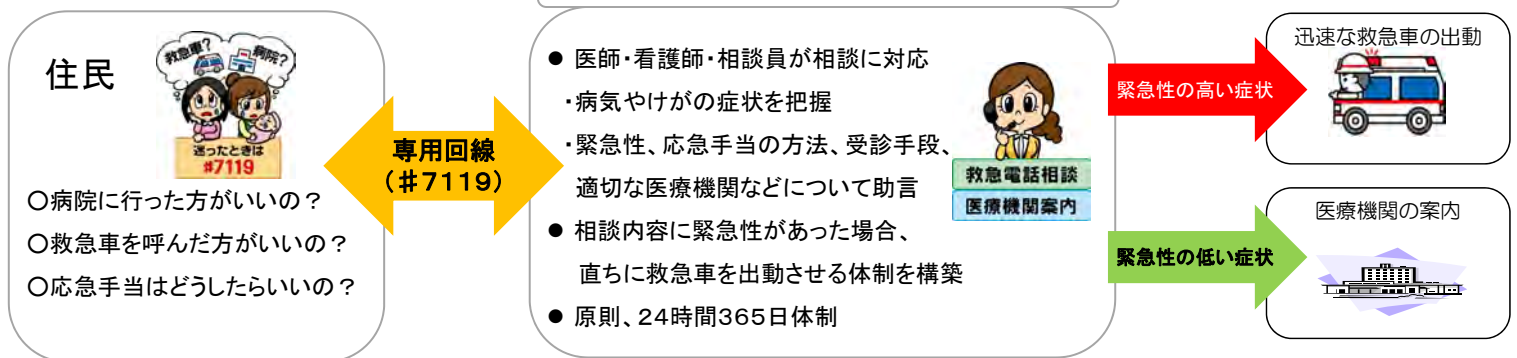 住民
救急車?
病院?
迷ったときは
#7119
○病院に行った方がいいの?
○救急車を呼んだ方がいいの?
○応急手当はどうしたらいいの?
専用回線
(#7119)
● 医師・看護師・相談員が相談に対応
・病気やけがの症状を把握
・緊急性、応急手当の方法、受診手段、
適切な医療機関などについて助言
● 相談内容に緊急性があった場合、
直ちに救急車を出動させる体制を構築
● 原則、24時間365日体制
救急電話相談
医療機関案内
緊急性の高い症状
緊急性の低い症状
迅速な救急車の出動
医療機関の案内